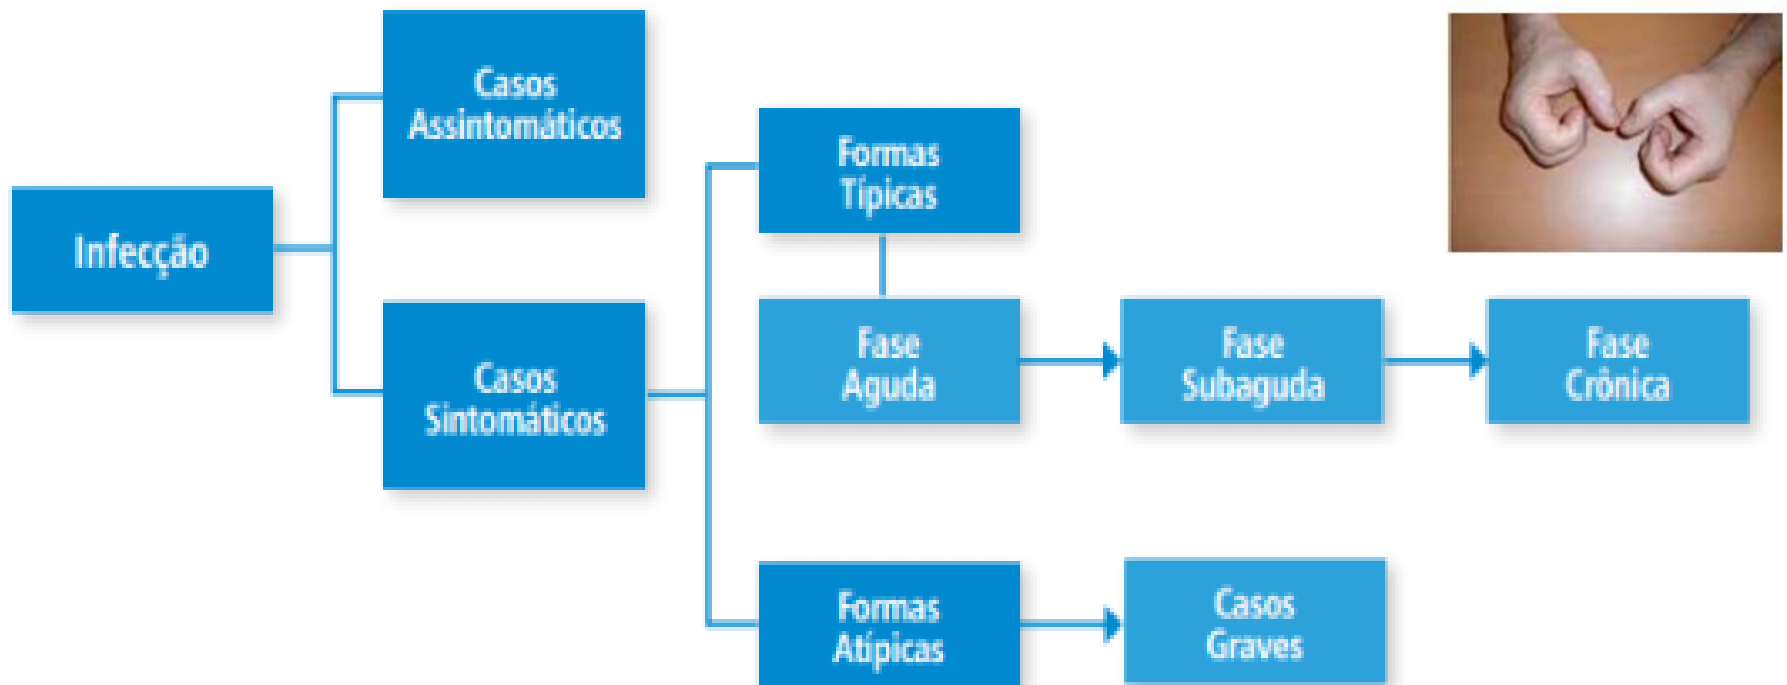 Infecção
Casos
Assintomáticos
Casos
Sintomáticos
Formas
Típicas
Fase
Aguda
Fase
Subaguda
Fase
Crônica
Formas
Atípicas
Casos
Graves